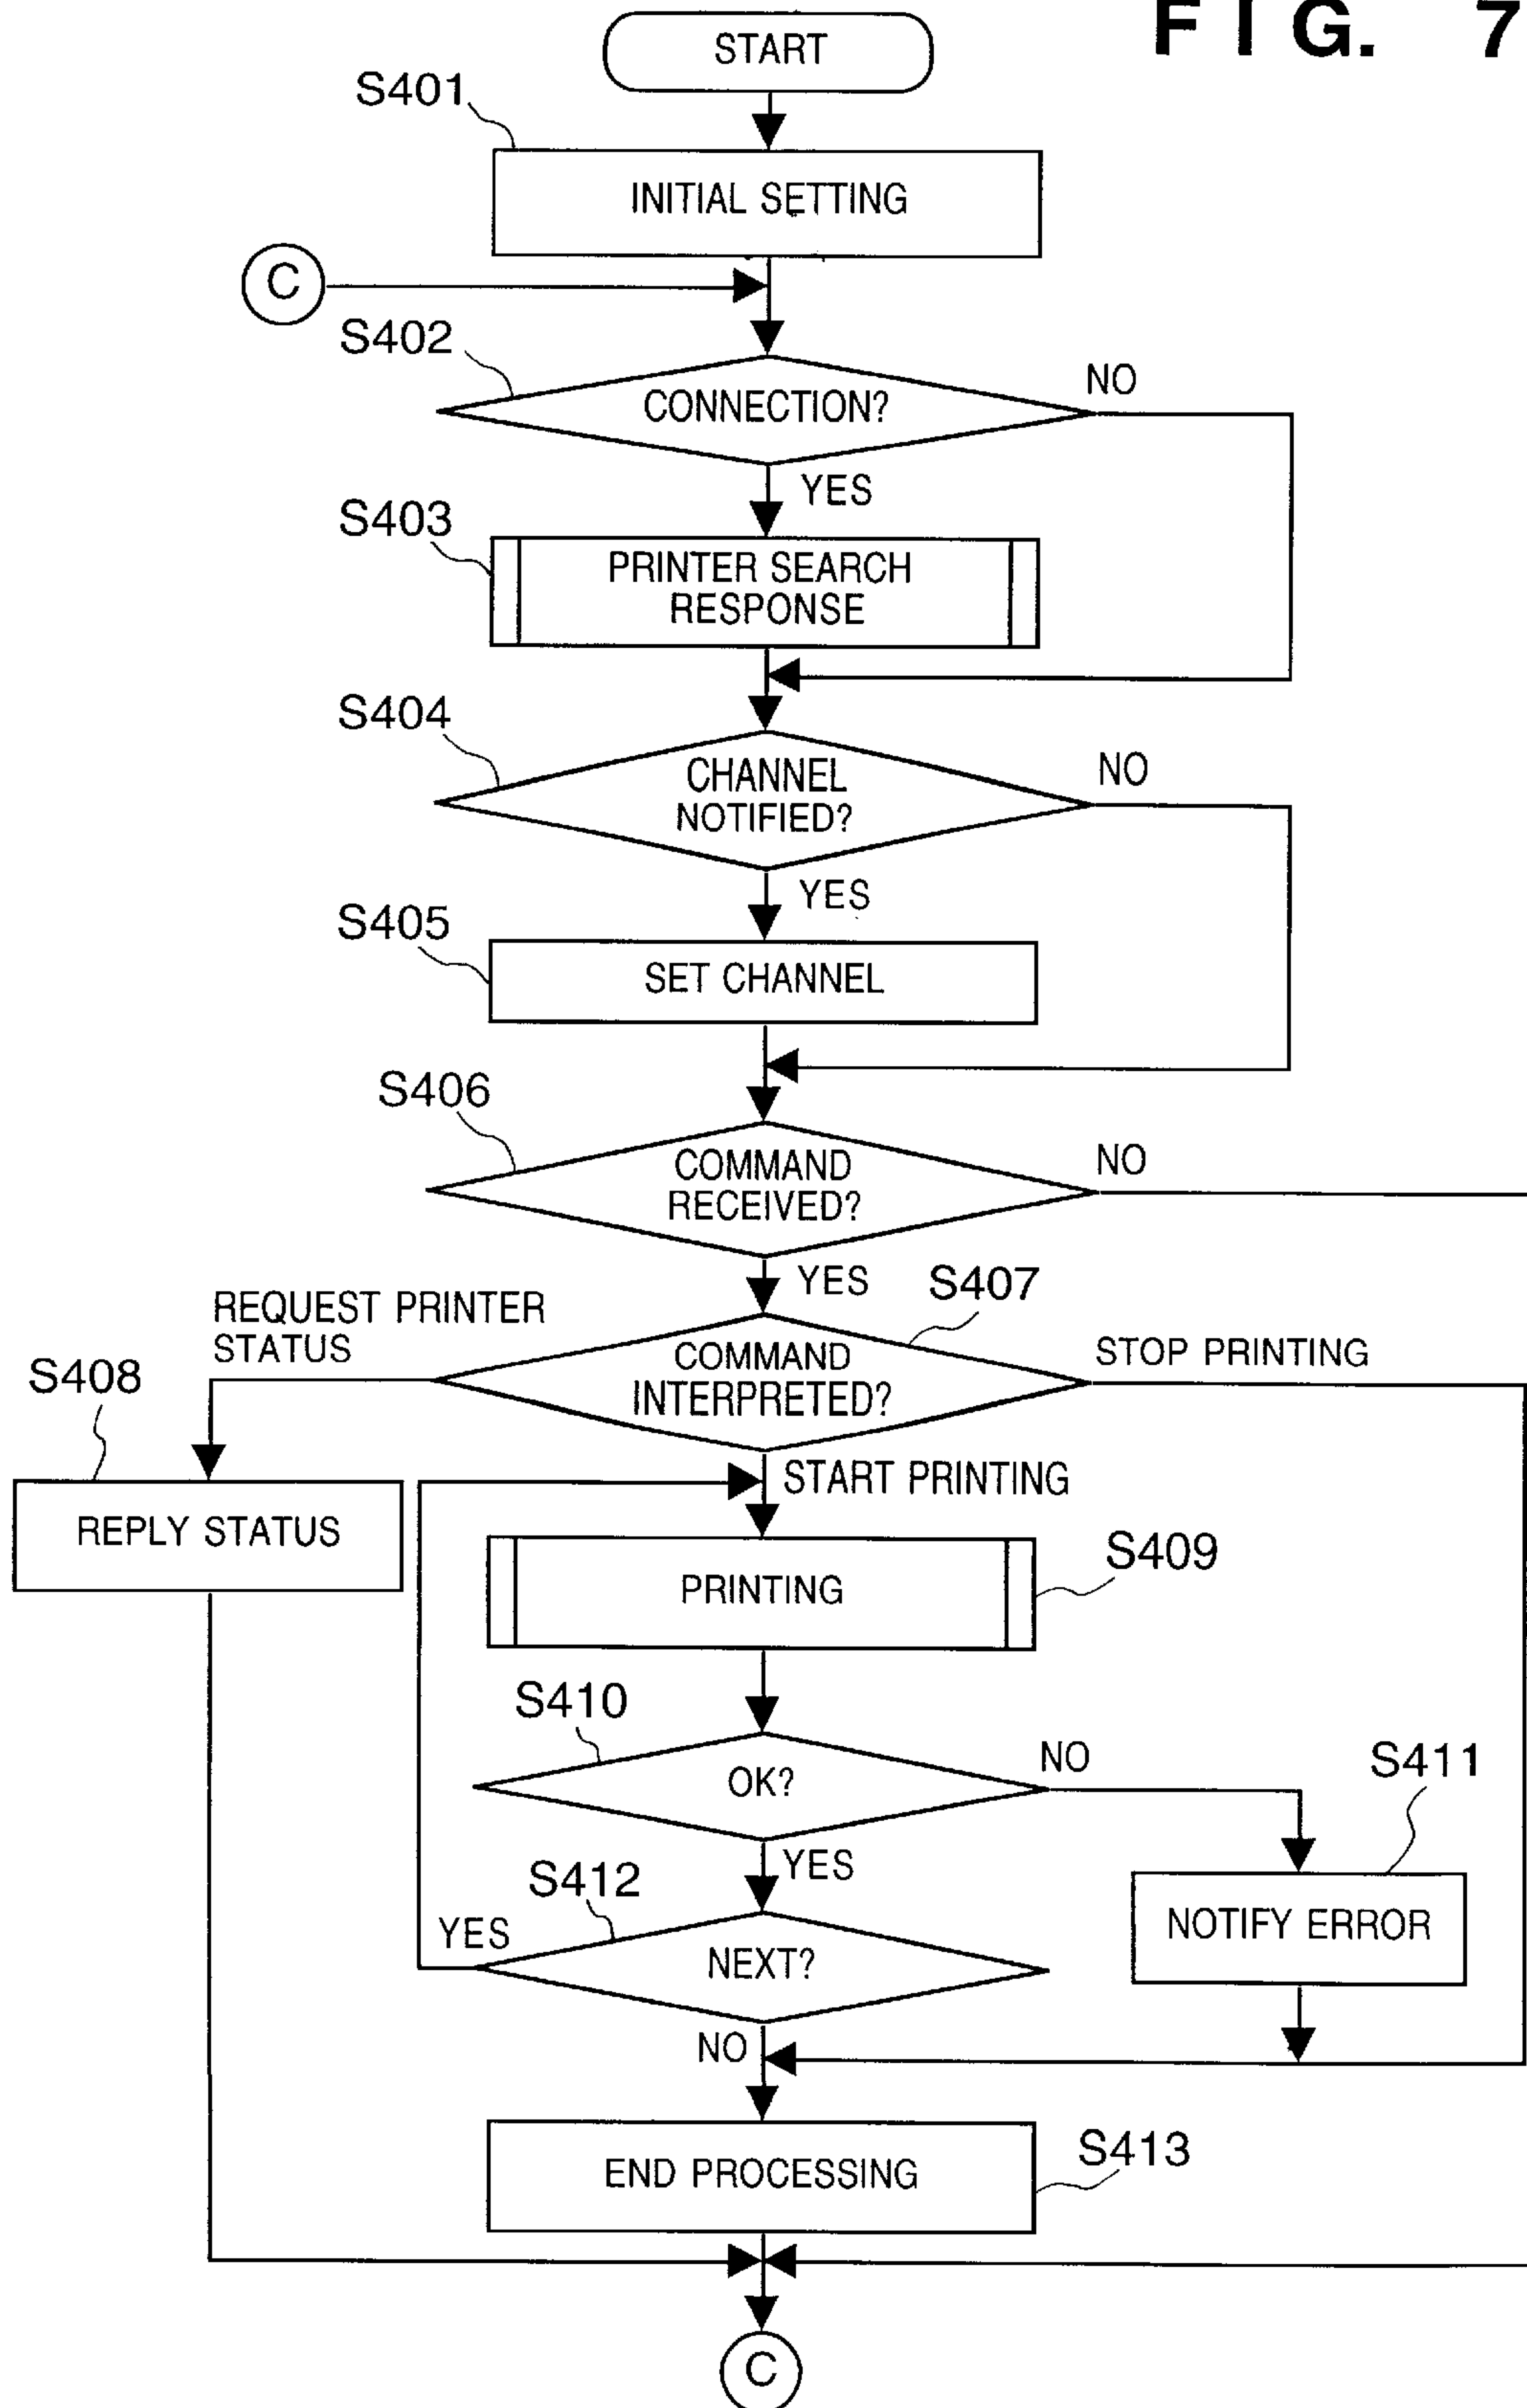 FIG. 7
START
S401
INITIAL SETTING
C
S402
CONNECTION?
NO
YES
S403
PRINTER SEARCH
RESPONSE
S404
CHANNEL
NOTIFIED?
NO
YES
S405
SET CHANNEL
S406
COMMAND
RECEIVED?
NO
YES
S407
REQUEST PRINTER
STATUS
COMMAND
INTERPRETED?
STOP PRINTING
S408
START PRINTING
REPLY STATUS
S409
PRINTING
S410
OK?
NO
S411
YES
S412
NOTIFY ERROR
YES
NEXT?
NO
END PROCESSING
S413
C